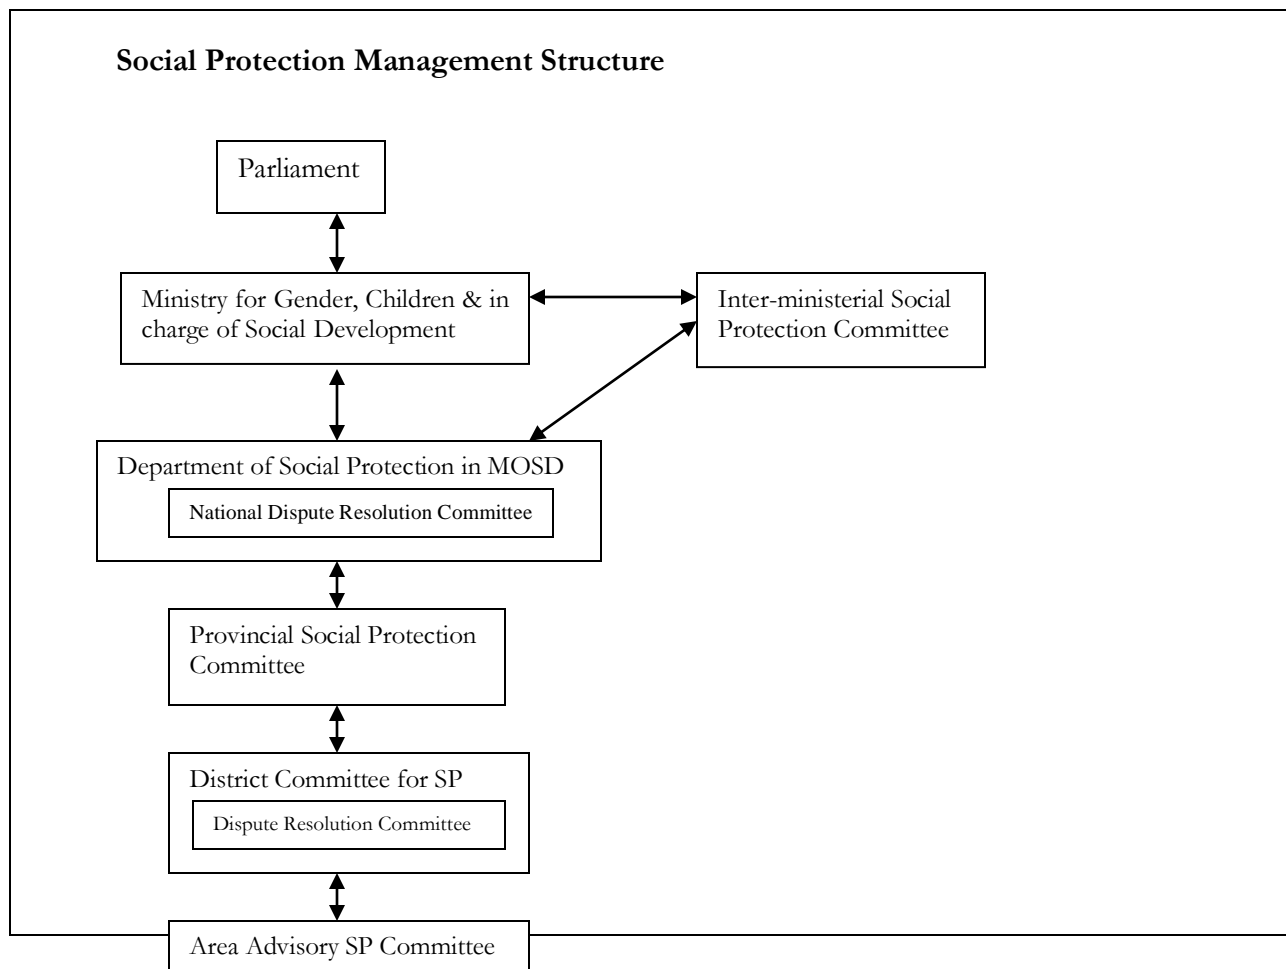 Social Protection Management Structure
Parliament
Ministry for Gender, Children & in
charge of Social Development
Inter-ministerial Social
Protection Committee
Department of Social Protection in MOSD
National Dispute Resolution Committee
Provincial Social Protection
Committee
District Committee for SP
Dispute Resolution Committee
Area Advisory SP Committee